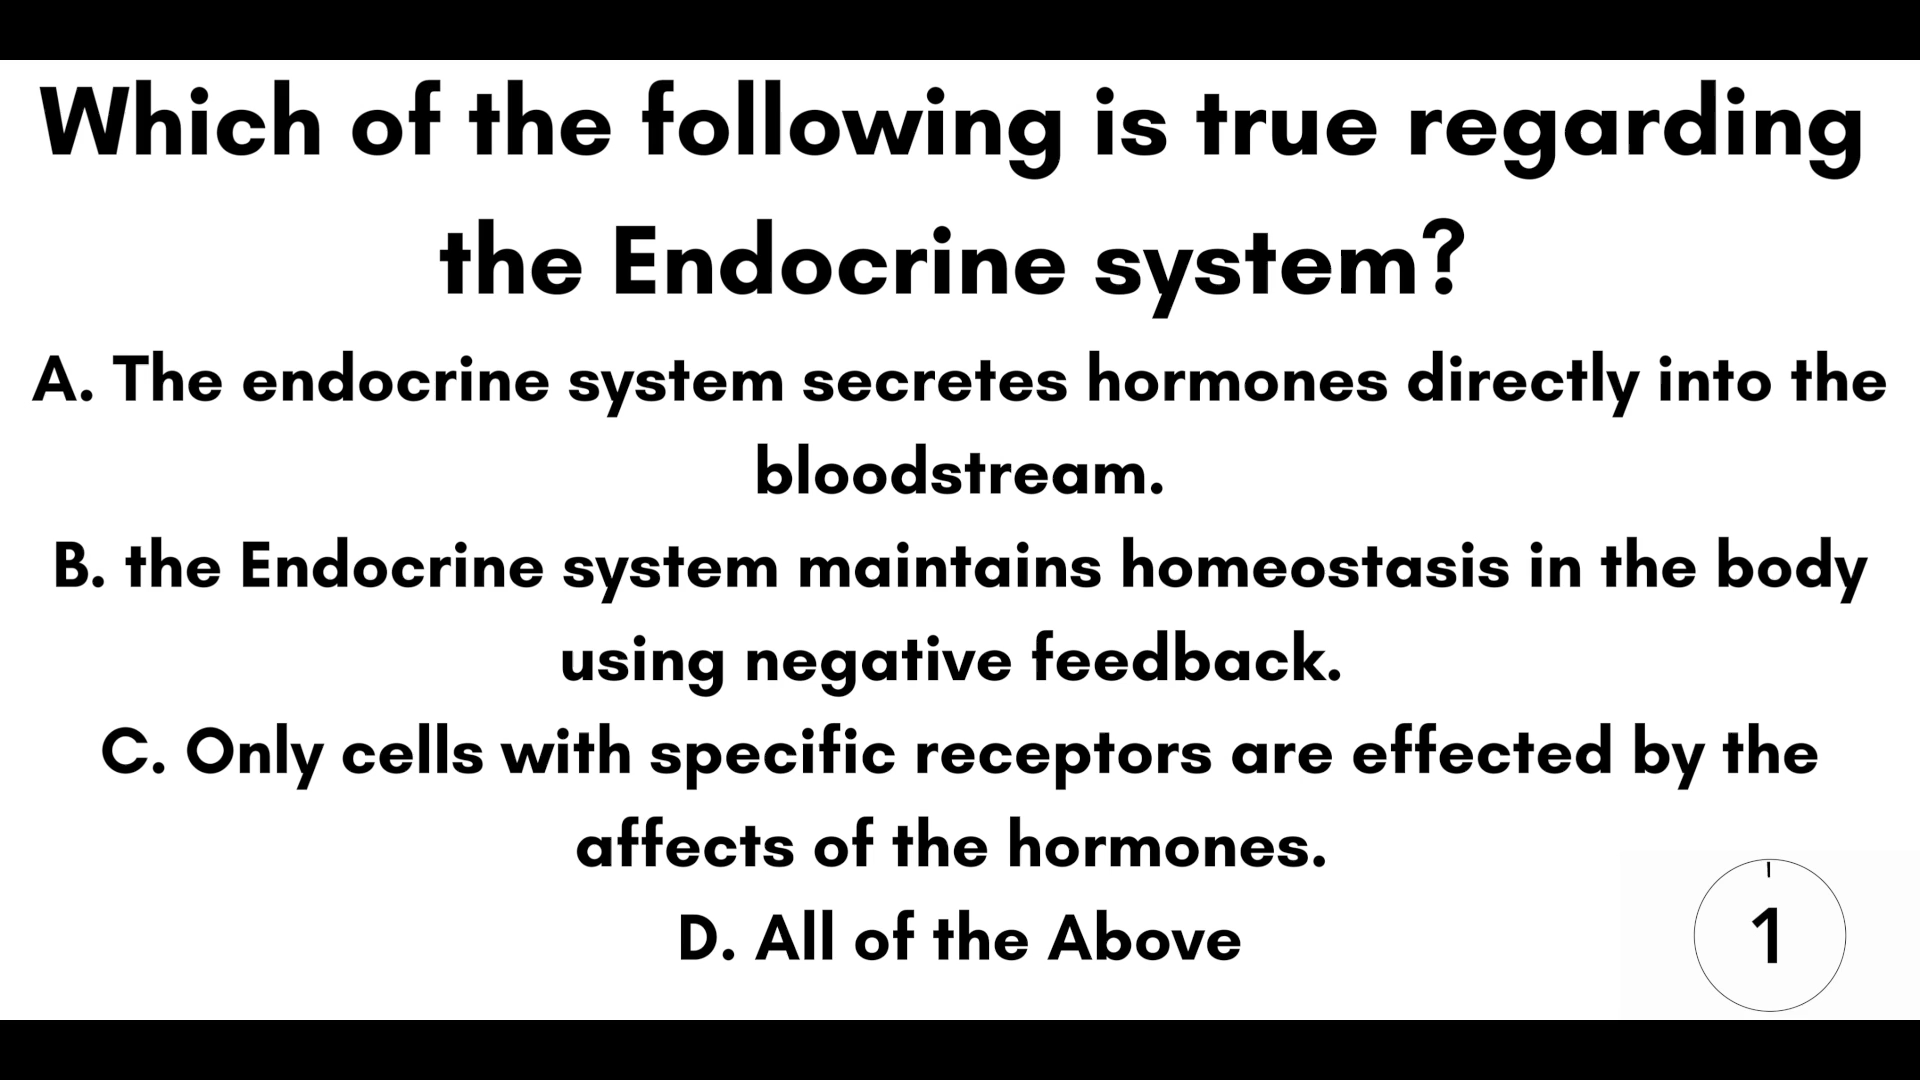 Which of the following is true regarding
the Endocrine system?
A. The endocrine system secretes hormones directly into the
bloodstream.
B. the Endocrine system maintains homeostasis in the body
using negative feedback.
C. Only cells with specific receptors are effected by the
affects of the hormones.
D. All of the Above
1